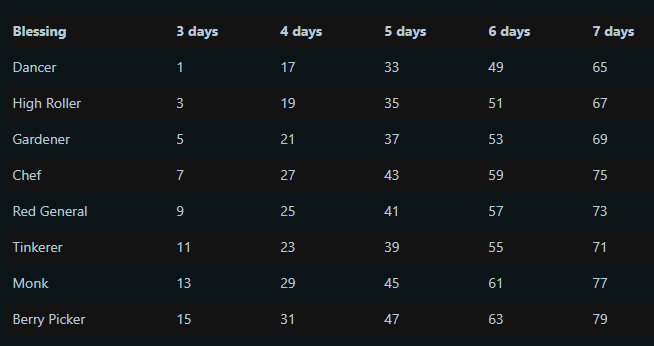 Blessing 3 days 4 days 5 days 6 days 7 days
Dancer 1 17 33 49 65
High Roller 3 19 35 51 67
Gardener 5 21 37 53 69
Chef 7 27 43 59 75
Red General 9 25 41 57 73
Tinkerer 11 23 39 55 71
Monk 13 29 45 61 77
Berry Picker 15 31 47 63 79